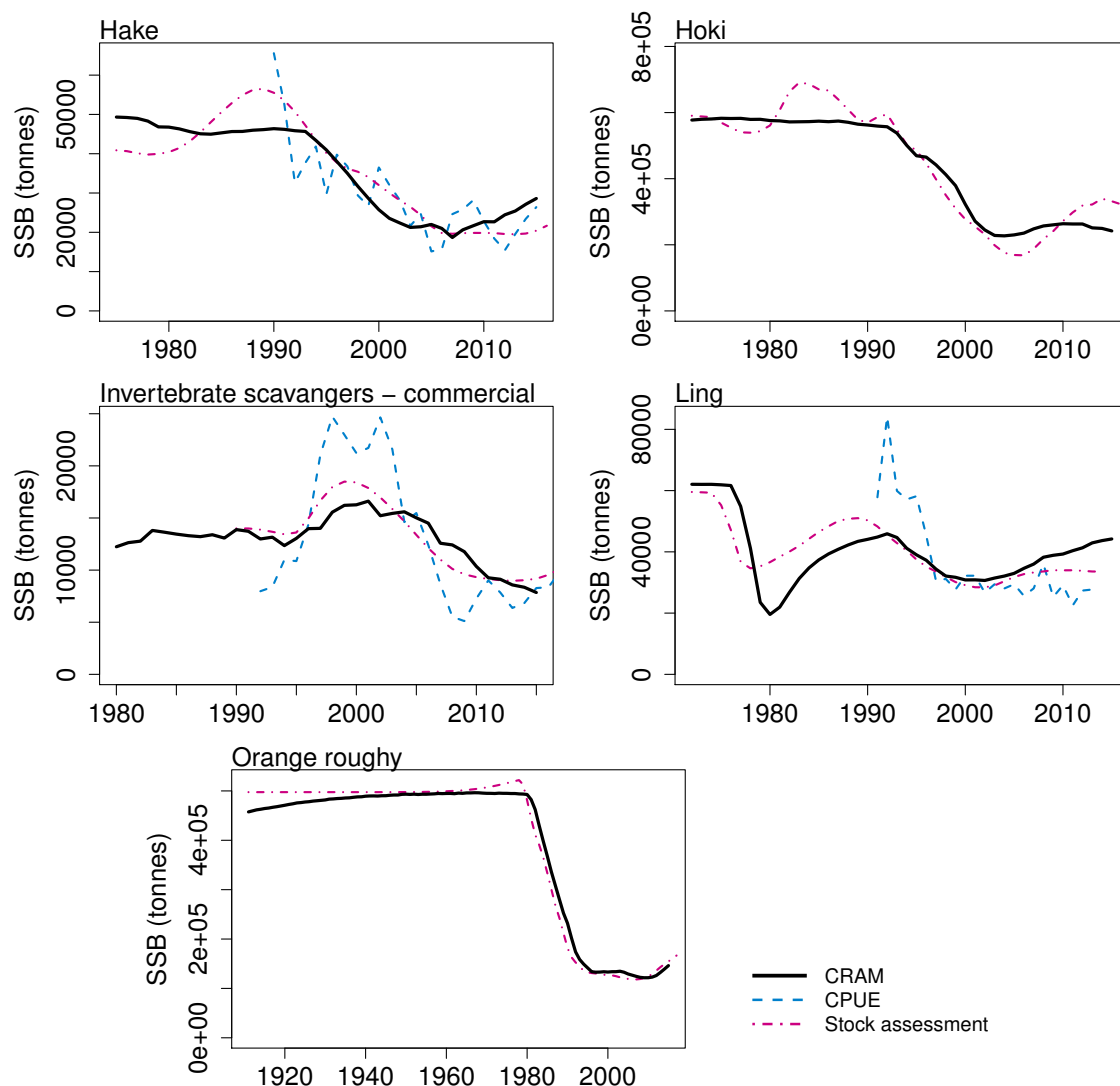 Hake
SSB (tonnes)
0
20000
50000
1980 1990 2000 2010
Hoki
SSB (tonnes)
0e+00
4e+05
8e+05
1980 1990 2000 2010
Invertebrate scavangers − commercial
SSB (tonnes)
0
10000
20000
1980 1990 2000 2010
Ling
SSB (tonnes)
0
40000
80000
1980 1990 2000 2010
Orange roughy
SSB (tonnes)
0e+00
2e+05
4e+05
1920 1940 1960 1980 2000
CRAM
CPUE
Stock assessment